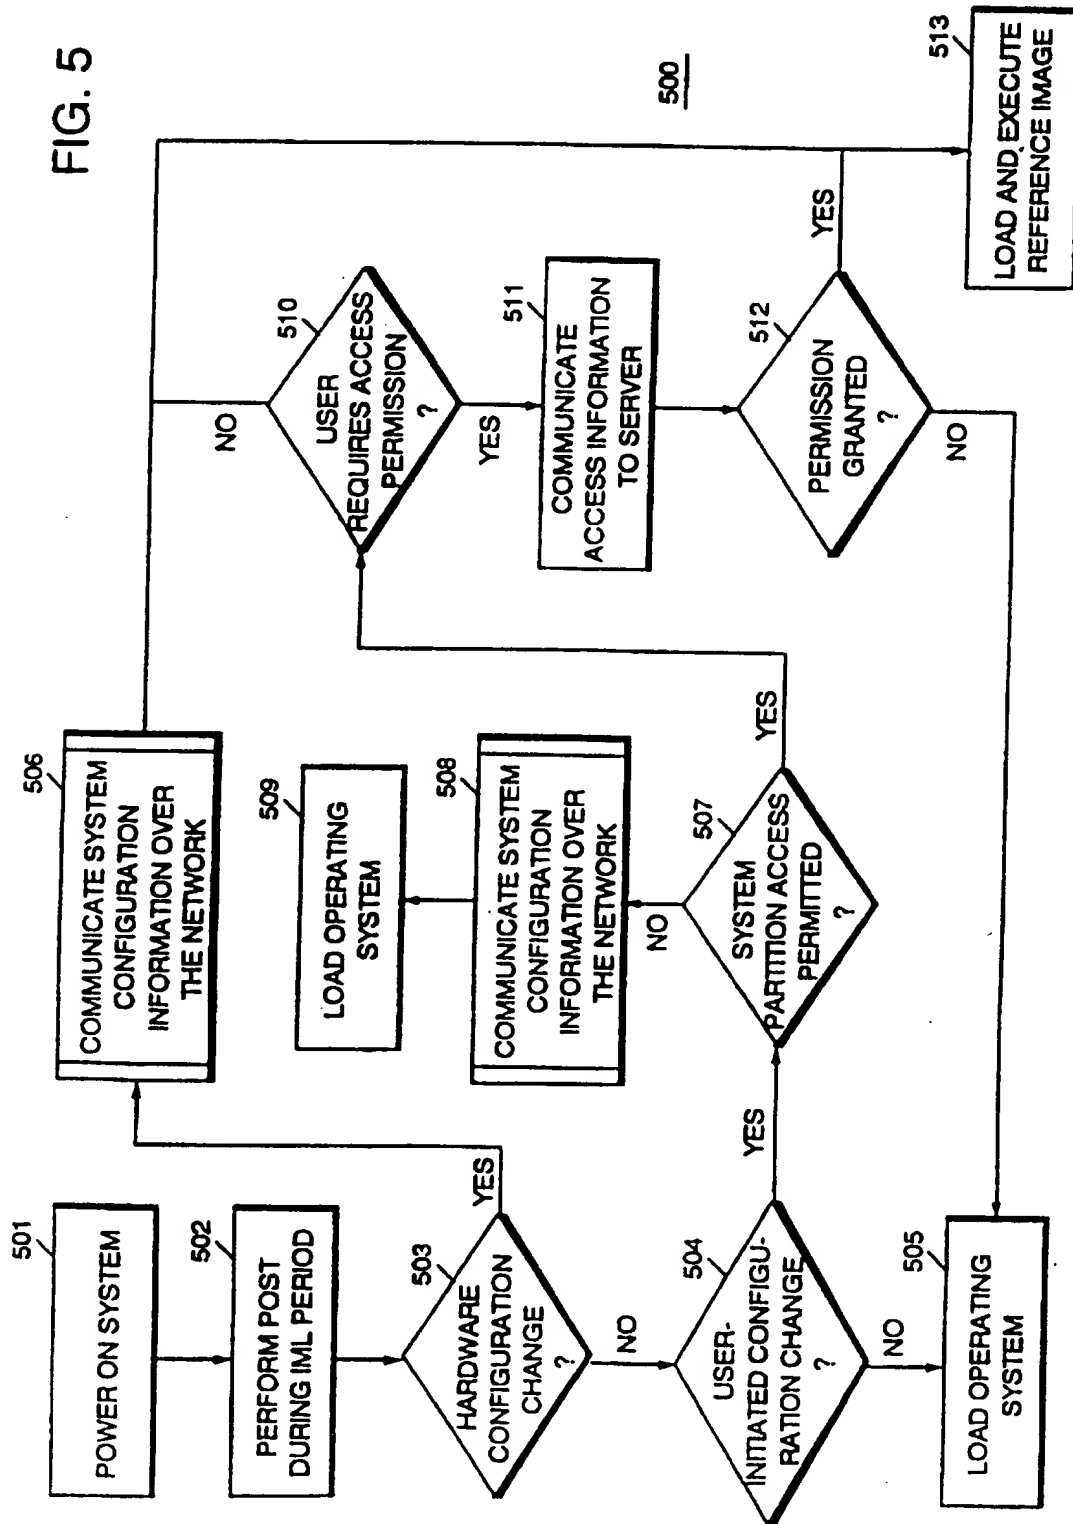 FIG. 5
500
501
POWER ON SYSTEM
502
PERFORM POST
DURING IML PERIOD
503
HARDWARE
CONFIGURATION
CHANGE
?
YES
NO
504
USER-
INITIATED CONFIGU-
RATION CHANGE
?
YES
NO
505
LOAD OPERATING
SYSTEM
506
COMMUNICATE SYSTEM
CONFIGURATION
INFORMATION OVER
THE NETWORK
509
LOAD OPERATING
SYSTEM
508
COMMUNICATE SYSTEM
CONFIGURATION
INFORMATION OVER
THE NETWORK
507
SYSTEM
PARTITION ACCESS
PERMITTED
?
NO
YES
510
USER
REQUIRES ACCESS
PERMISSION
?
NO
YES
511
COMMUNICATE
ACCESS INFORMATION
TO SERVER
512
PERMISSION
GRANTED
?
YES
NO
513
LOAD AND EXECUTE
REFERENCE IMAGE